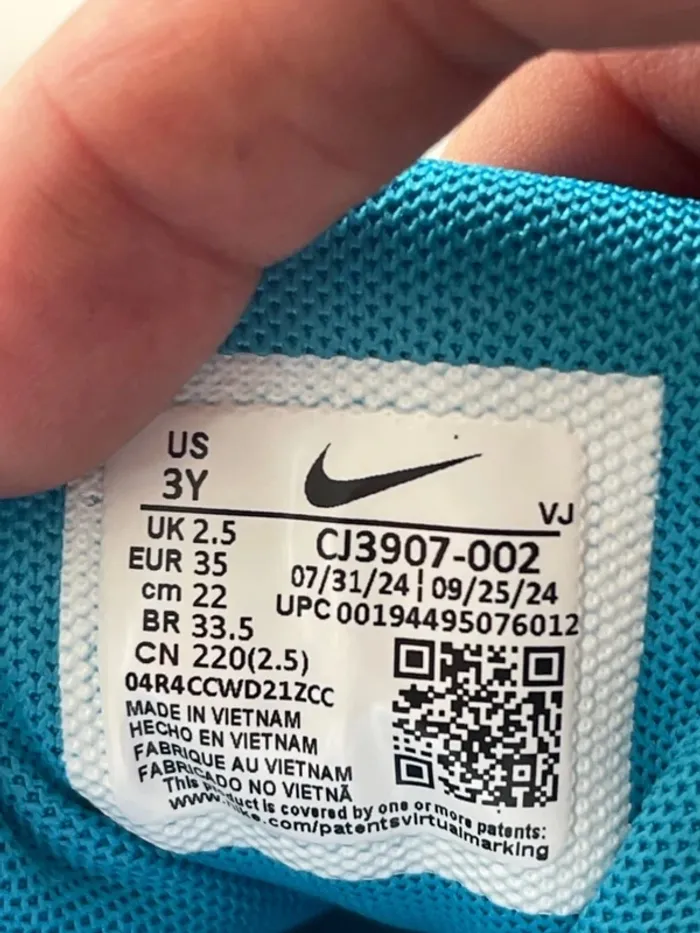 US
3Y
VJ
UK 2.5
EUR 35
cm 22
BR 33.5
CN 220(2.5)
CJ3907-002
07/31/24 | 09/25/24
UPC 00194495076012
04R4CCWD21ZCC
MADE IN VIETNAM
HECHO EN VIETNAM
FABRIQUE AU VIETNAM
FABRICADO NO VIETNÃ
This product is covered by one or more patents:
www.nike.com/patentsvirtualmarking